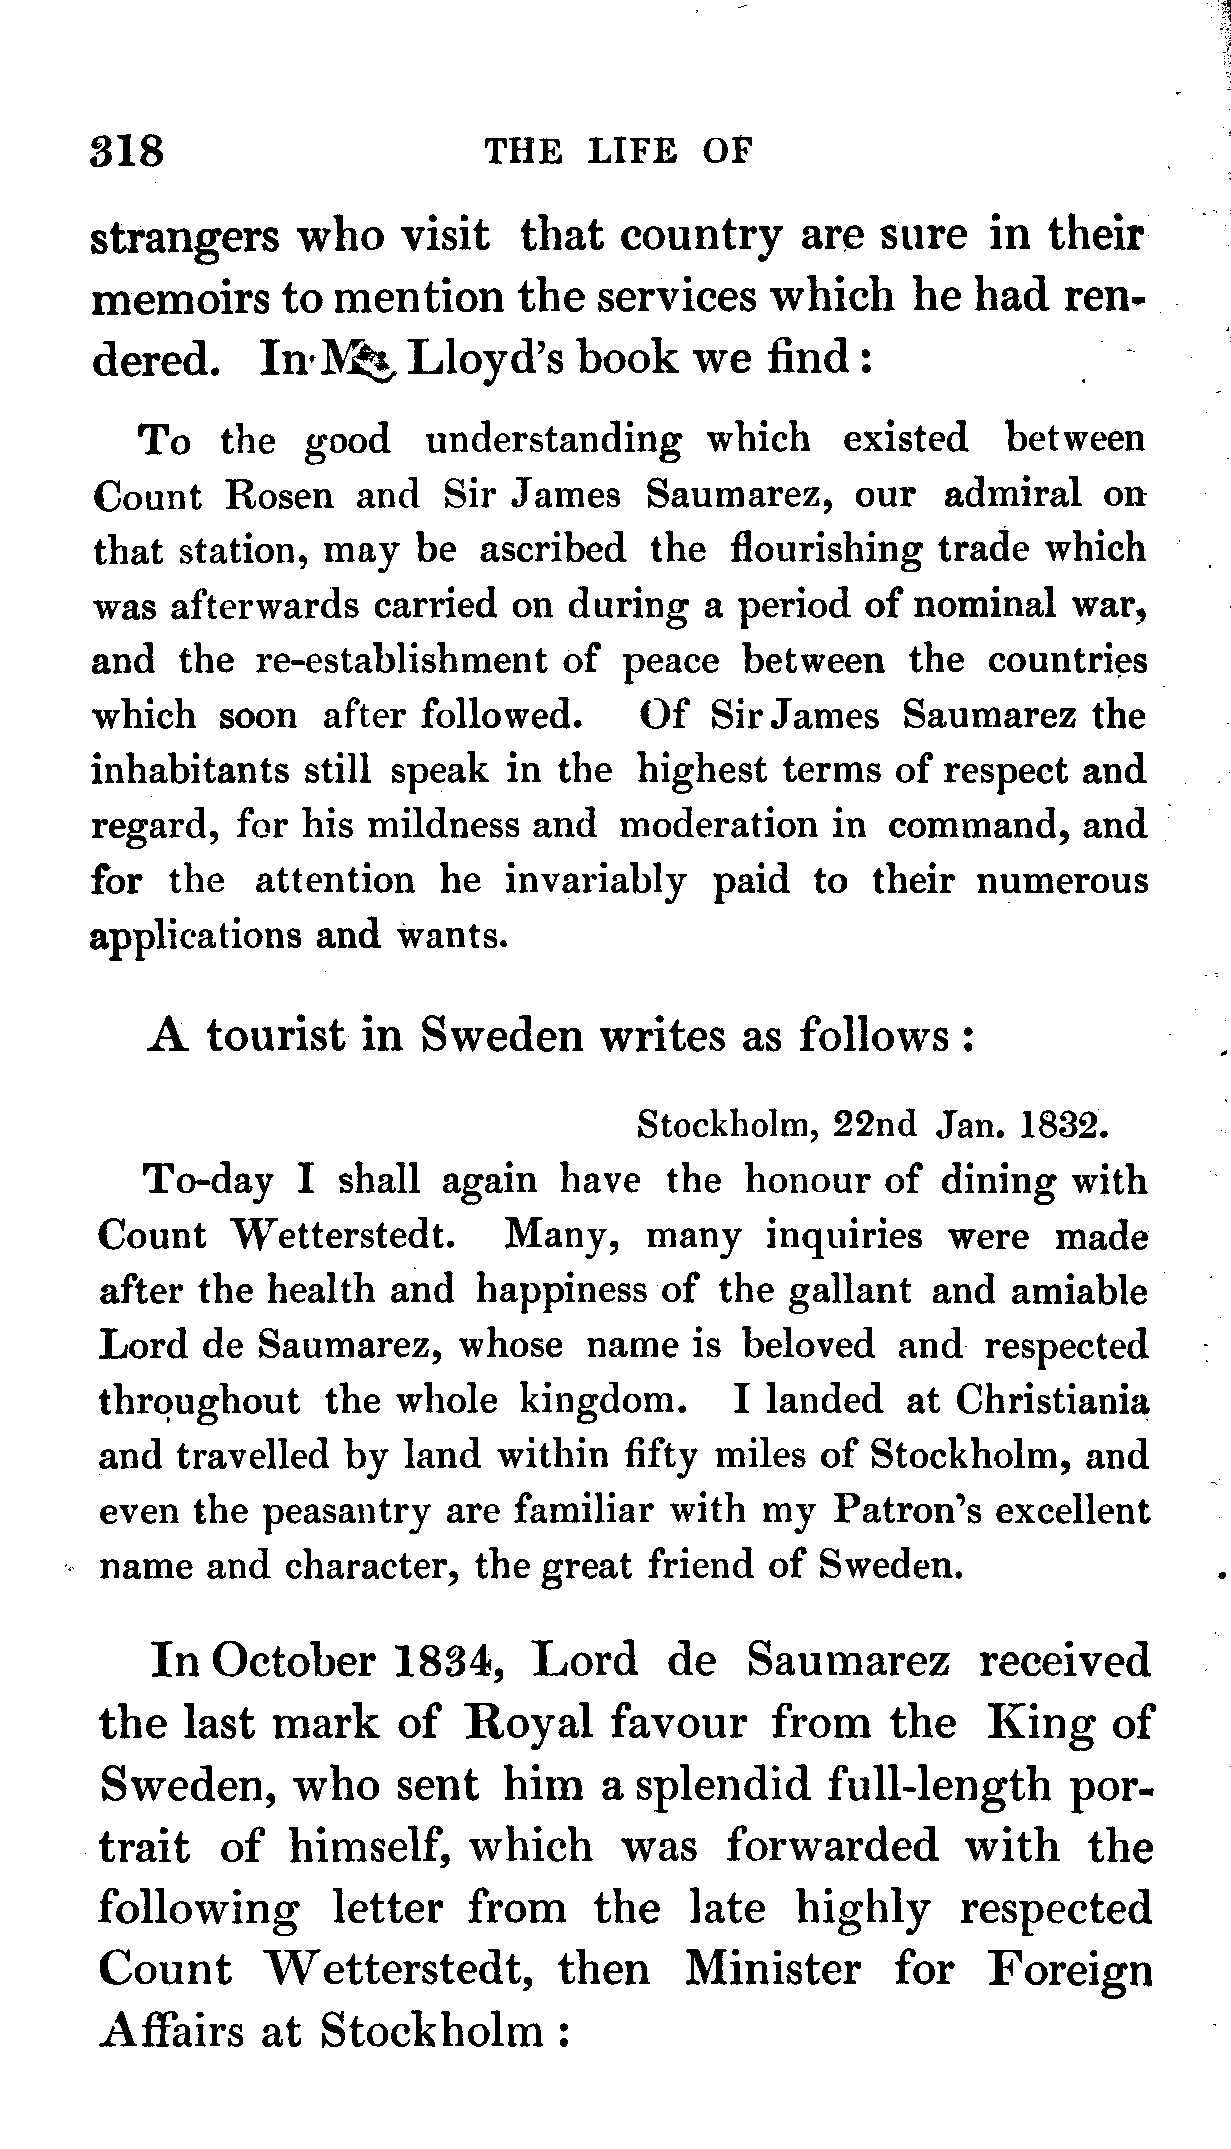 318 THE LIFE OF
strangers who visit that country are sure in their
memoirs to mention the services which he had ren-
dered. In Lloyd's book we find :
To the good understanding which existed between
Count Rosen and Sir James Saumarez, our admiral on
that station, may be ascribed the flourishing trade which
was afterwards carried on during a period of nominal war,
and the re-establishment of peace between the countries
which soon after followed. Of Sir James Saumarez the
inhabitants still speak in the highest terms of respect and
regard, for his mildness and moderation in command, and
for the attention he invariably paid to their numerous
applications and wants.
A tourist in Sweden writes as follows :
Stockholm, 22nd Jan. 1832.
To-day I shall again have the honour of dining with
Count Wetterstedt. Many, many inquiries were made
after the health and happiness of the gallant and amiable
Lord de Saumarez, whose name is beloved and respected
throughout the whole kingdom. I landed at Christiania
and travelled by land within fifty miles of Stockholm, and
even the peasantry are familiar with my Patron's excellent
name and character, the great friend of Sweden.
In October 1834, Lord de Saumarez received
the last mark of Royal favour from the King of
Sweden, who sent him a splendid full-length por-
trait of himself, which was forwarded with the
following letter from the late highly respected
Count Wetterstedt, then Minister for Foreign
Affairs at Stockholm :